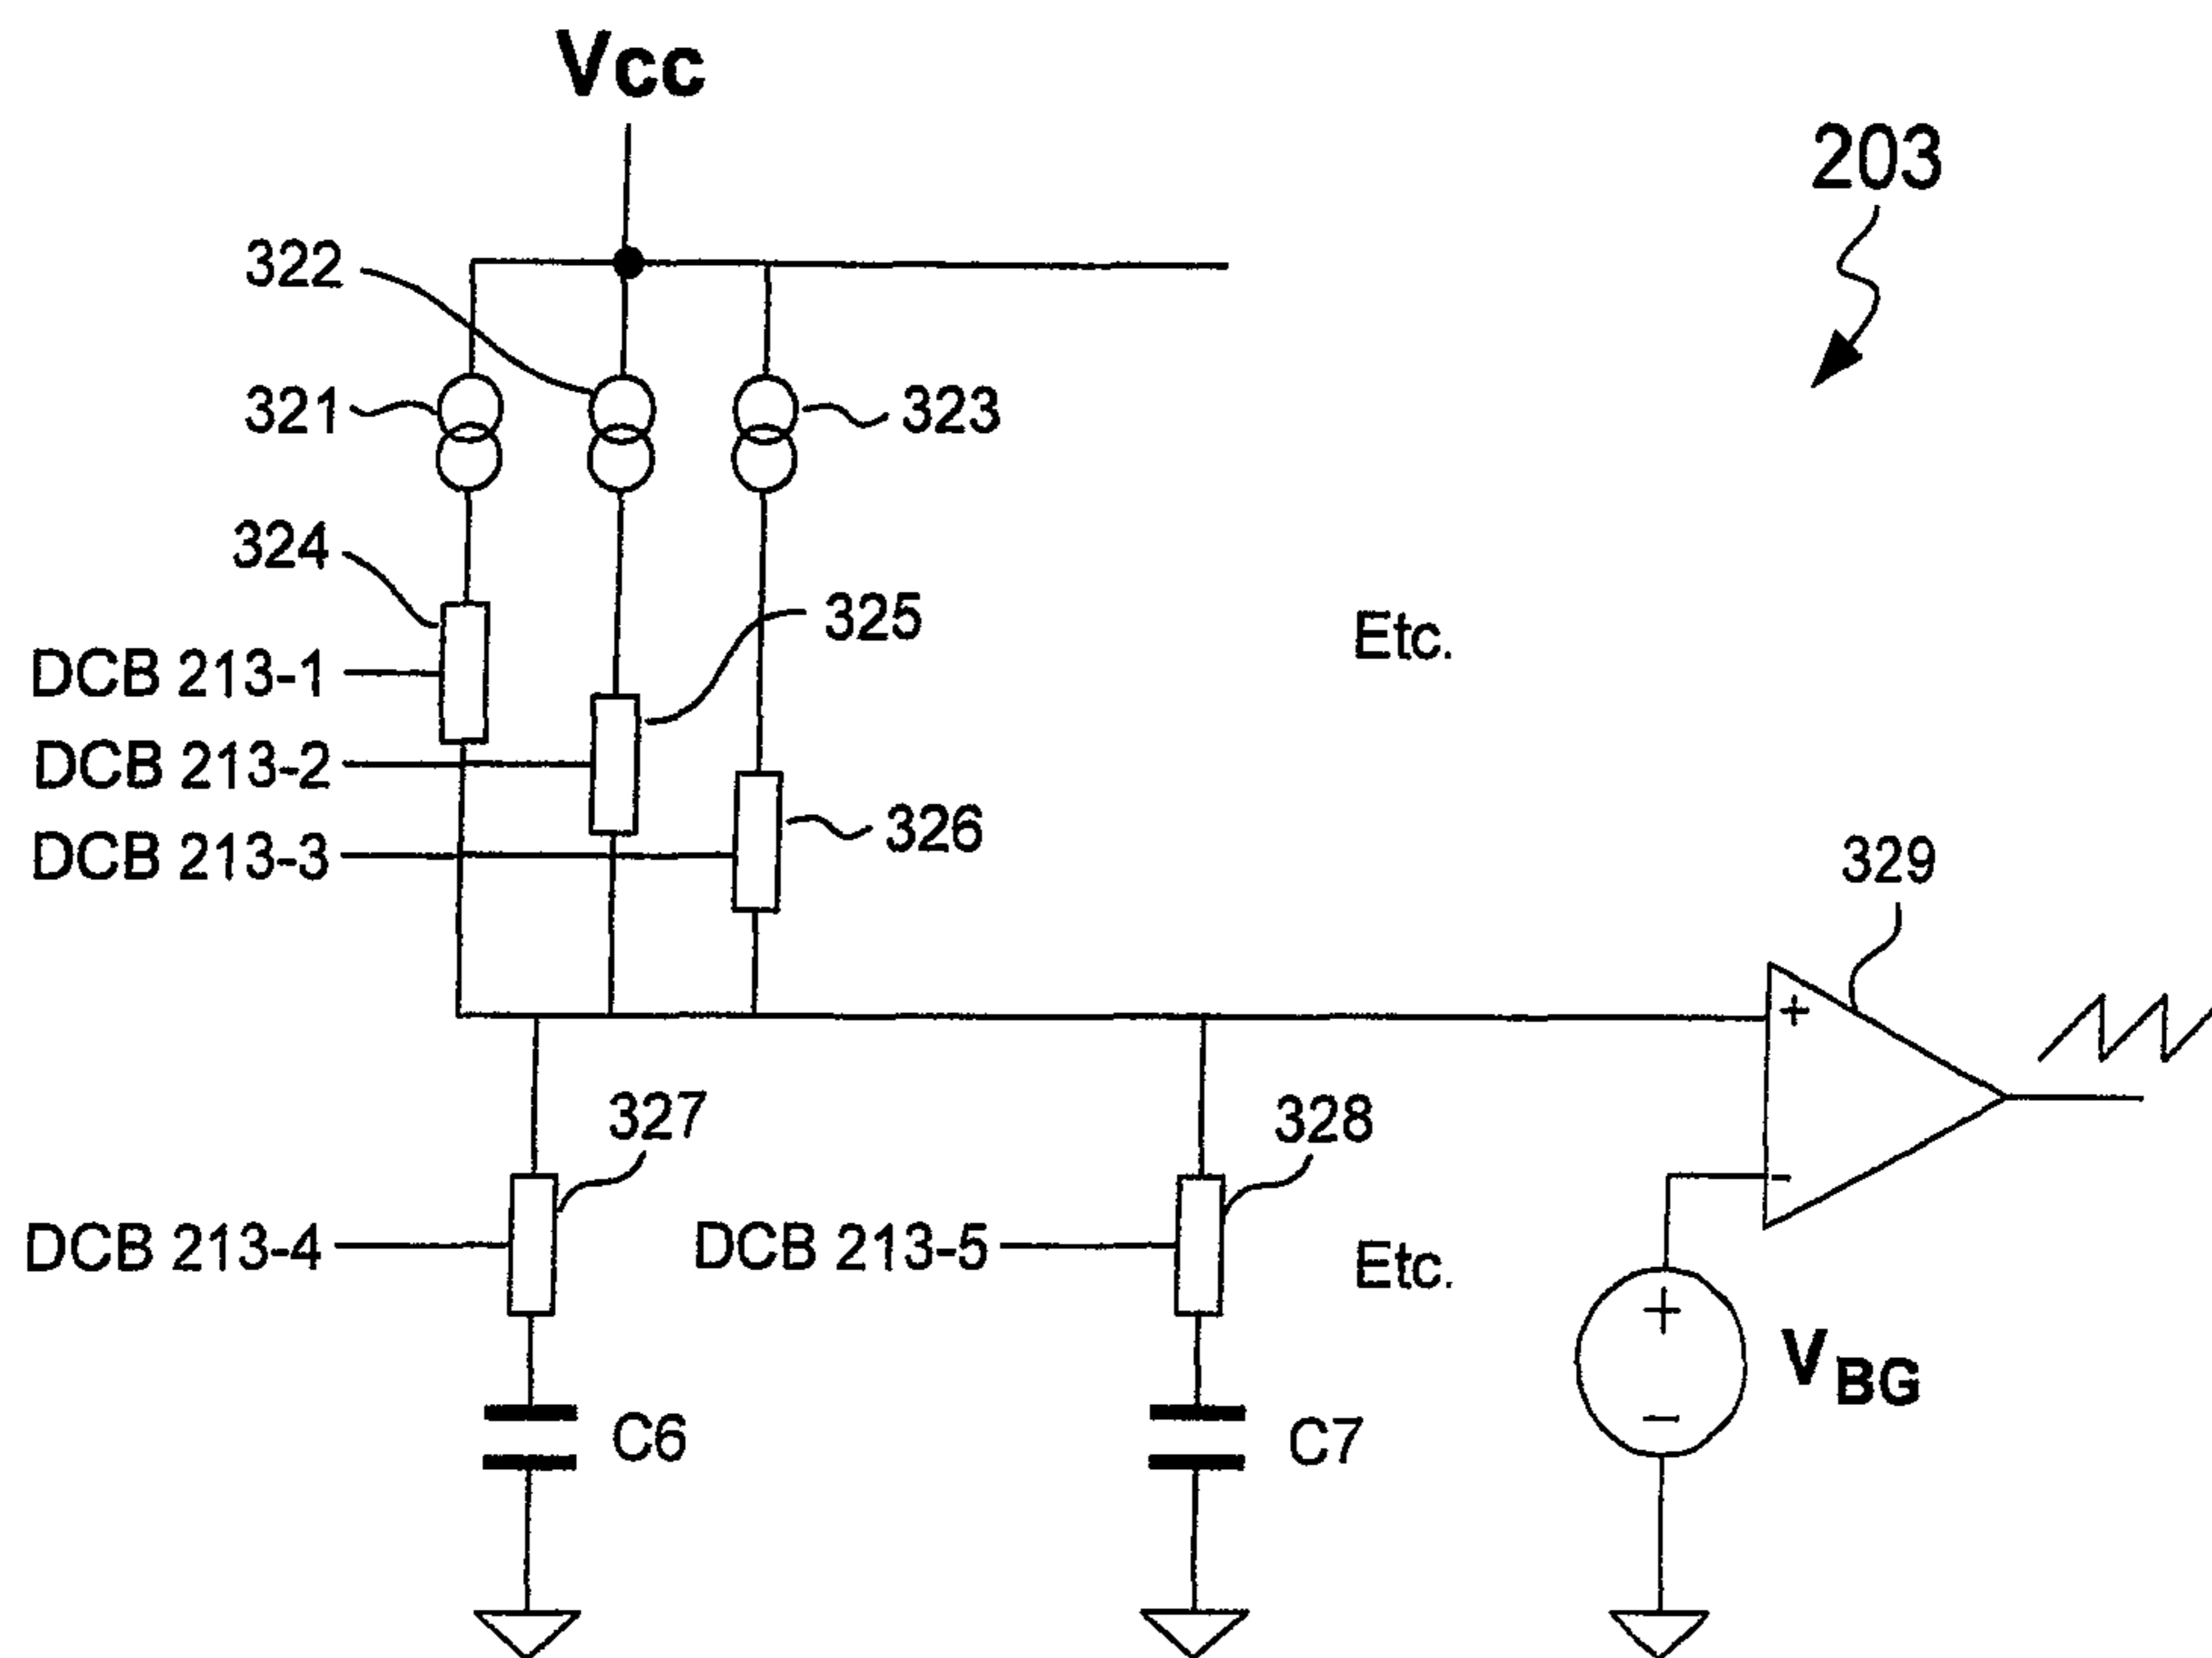 Vcc
203
322
321
323
324
325
Etc.
DCB 213-1
DCB 213-2
DCB 213-3
326
329
+
-
327
328
DCB 213-4
DCB 213-5
Etc.
+
-
VBG
C6
C7